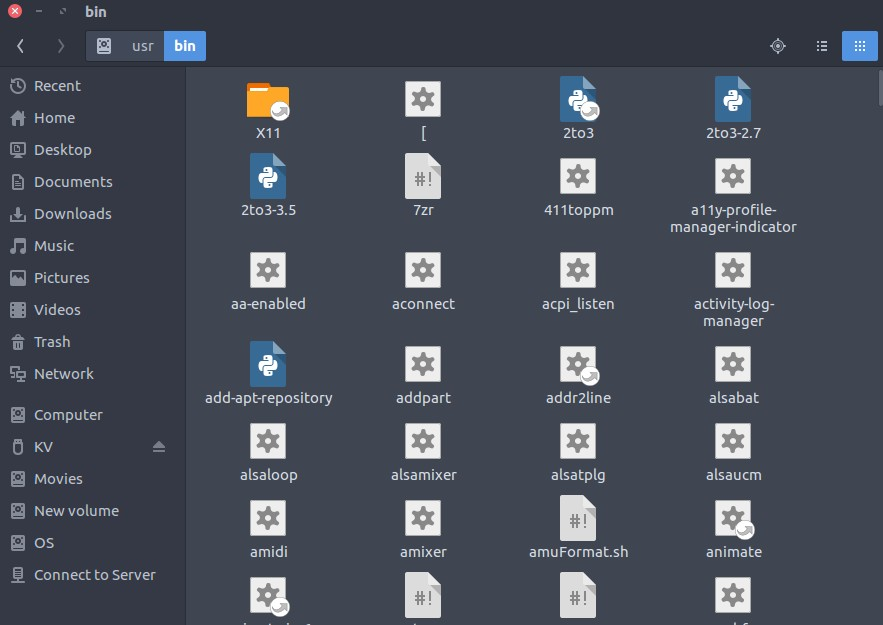 bin
usr
bin
Recent
Home
Desktop
Documents
Downloads
Music
Pictures
Videos
Trash
Network
Computer
KV
Movies
New volume
OS
Connect to Server
X11
[
2to3
2to3-2.7
2to3-3.5
#!
7zr
411toppm
a11y-profile-
manager-indicator
aa-enabled
aconnect
acpi_listen
activity-log-
manager
add-apt-repository
addpart
addr2line
alsabat
alsaloop
alsamixer
alsatplg
alsaucm
amidi
amixer
#!
amuFormat.sh
animate
#!
#!